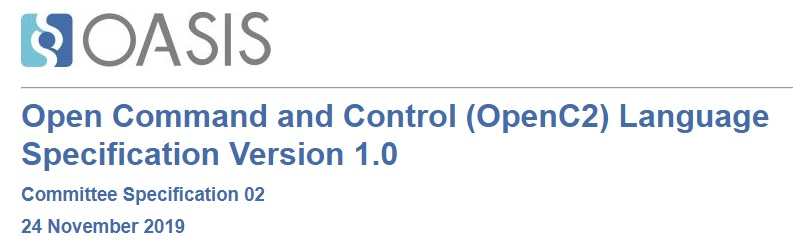 OASIS
Open Command and Control (OpenC2) Language
Specification Version 1.0
Committee Specification 02
24 November 2019